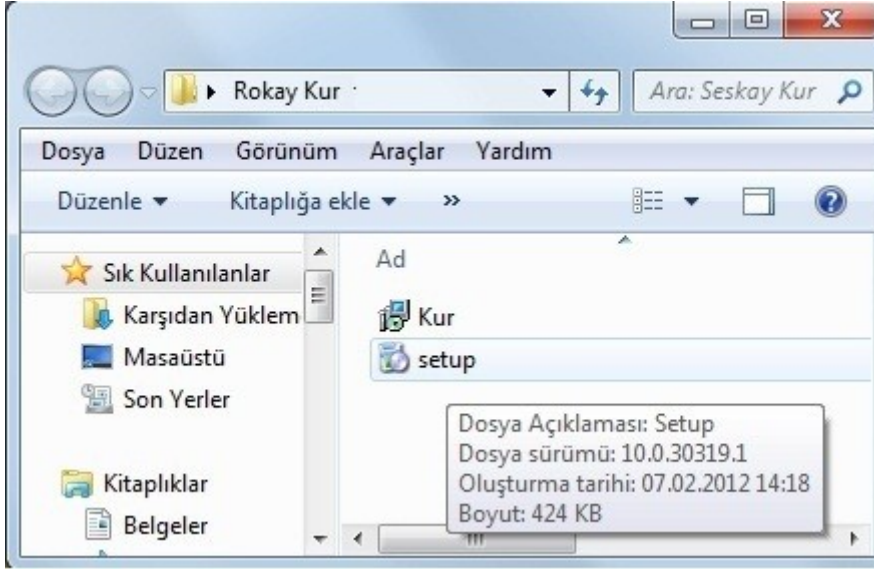 Rokay Kur
Ara: Seskay Kur
Dosya Düzen Görünüm Araçlar Yardım
Düzenle Kitaplığa ekle »
Sık Kullanılanlar
Karşıdan Yüklem
Masaüstü
Son Yerler
Kitaplıklar
Belgeler
Ad
Kur
setup
Dosya Açıklaması: Setup
Dosya sürümü: 10.0.30319.1
Oluşturma tarihi: 07.02.2012 14:18
Boyut: 424 KB